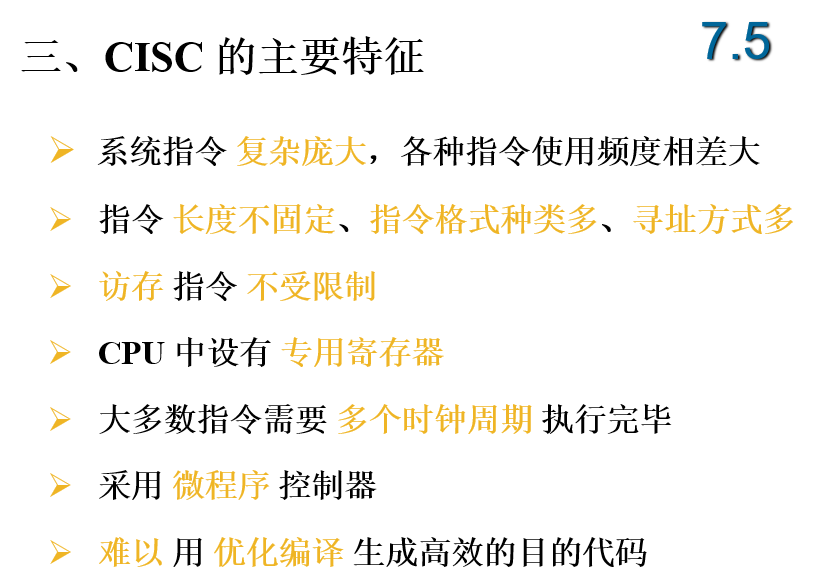 三、CISC 的主要特征
7.5
系统指令 复杂庞大，各种指令使用频度相差大
指令 长度不固定、指令格式种类多、寻址方式多
访存 指令 不受限制
CPU 中设有 专用寄存器
大多数指令需要 多个时钟周期 执行完毕
采用 微程序 控制器
难以 用 优化编译 生成高效的目的代码